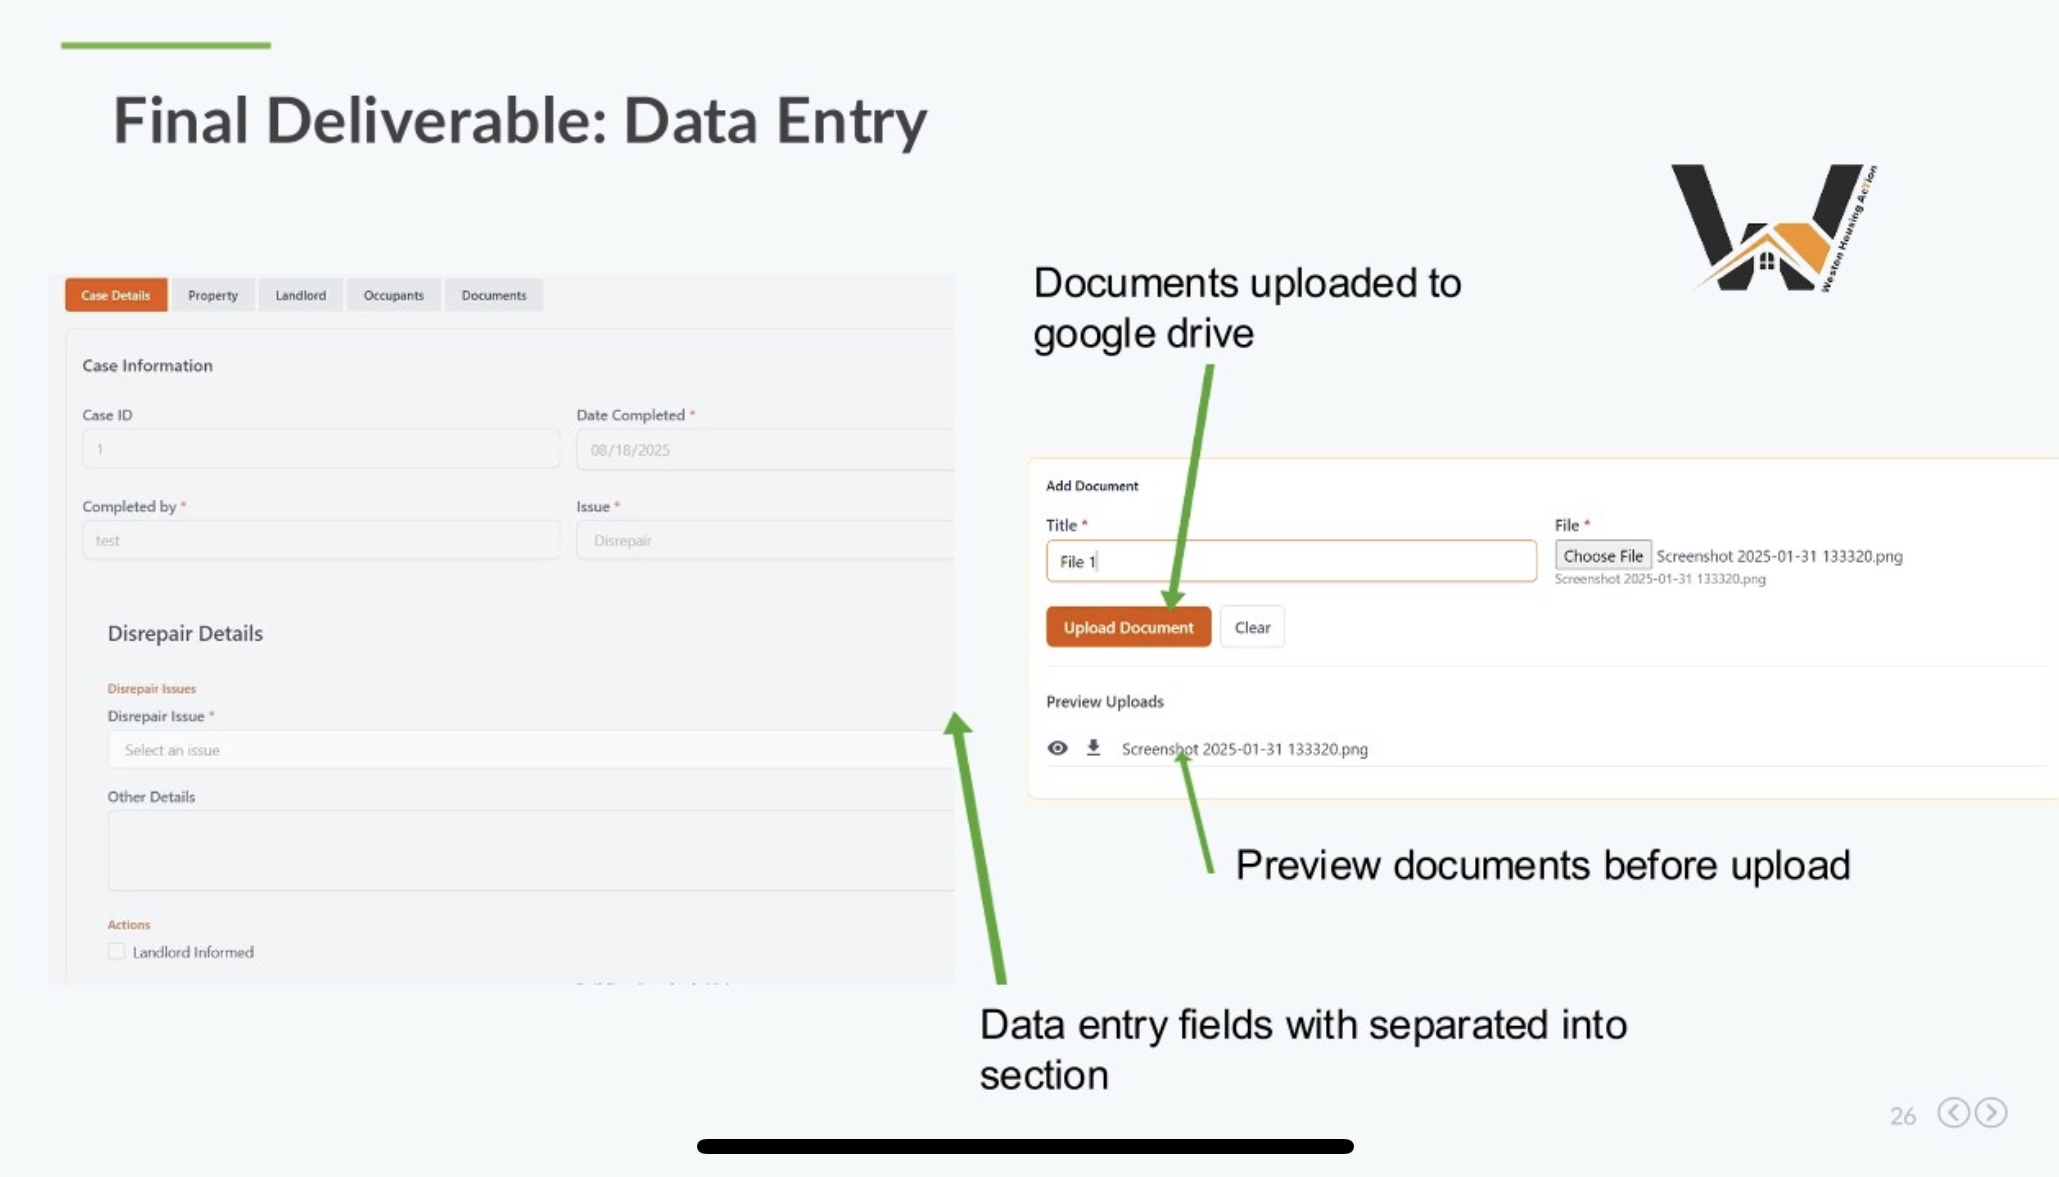 Final Deliverable: Data Entry
Weston Housing AcTion
Case Details
Property
Landlord
Occupants
Documents
Case Information
Case ID
Date Completed *
1
08/18/2025
Completed by *
Issue *
test
Disrepair
Disrepair Details
Disrepair Issues
Disrepair Issue *
Select an issue
Other Details
Actions
Landlord Informed
Documents uploaded to
google drive
Add Document
Title *
File *
File 1
Choose File Screenshot 2025-01-31 133320.png
Screenshot 2025-01-31 133320.png
Upload Document
Clear
Preview Uploads
Screenshot 2025-01-31 133320.png
Preview documents before upload
Data entry fields with separated into
section
26